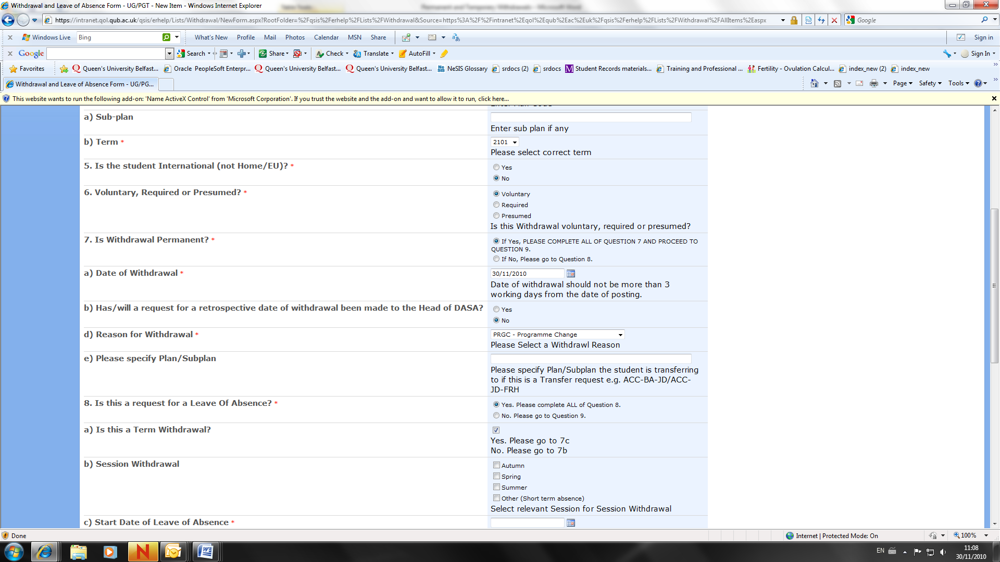 Withdrawal and Leave of Absence Form - UG/PGT - New Item - Windows Internet Explorer
https://intranet.qol.qub.ac.uk/qsis/erhelp/Lists/Withdrawal/NewForm.aspx?RootFolder=%2Fqsis%2Ferhelp%2FLists%2FWithdrawal&Source=https%3A%2F%2Fintranet%2Eqol%2Equb%2Eac%2Euk%2Fqsis%2Ferhelp%2FLists%2FWithdrawal%2FAllItems%2Easpx
Google
x Windows Live Bing What's New Profile Mail Photos Calendar MSN Share Sign in
x Google Search Share Check Translate AutoFill Sign In
Favorites Queen's University Belfast... Oracle PeopleSoft Enterpr... Queen's University Belfast... Queen's University Belfast... NeSIS Glossary srdocs (2) srdocs Student Records materials... Training and Professional ... Fertility - Ovulation Calcul... index_new (2) index_new
Withdrawal and Leave of Absence Form - UG/PG... Page Safety Tools
This website wants to run the following add-on: 'Name ActiveX Control' from 'Microsoft Corporation'. If you trust the website and the add-on and want to allow it to run, click here...
a) Sub-plan
Enter sub plan if any
b) Term *
2101
Please select correct term
5. Is the student International (not Home/EU)? *
Yes
No
6. Voluntary, Required or Presumed? *
Voluntary
Required
Presumed
Is this Withdrawal voluntary, required or presumed?
7. Is Withdrawal Permanent? *
If Yes, PLEASE COMPLETE ALL OF QUESTION 7 AND PROCEED TO
QUESTION 9.
If No, Please go to Question 8.
a) Date of Withdrawal *
30/11/2010
Date of withdrawal should not be more than 3
working days from the date of posting.
b) Has/will a request for a retrospective date of withdrawal been made to the Head of DASA?
Yes
No
d) Reason for Withdrawal *
PRGC - Programme Change
Please Select a Withdrawl Reason
e) Please specify Plan/Subplan
Please specify Plan/Subplan the student is transferring
to if this is a Transfer request e.g. ACC-BA-JD/ACC-
JD-FRH
8. Is this a request for a Leave Of Absence? *
Yes. Please complete ALL of Question 8.
No. Please go to Question 9.
a) Is this a Term Withdrawal?
Yes. Please go to 7c
No. Please go to 7b
b) Session Withdrawal
Autumn
Spring
Summer
Other (Short term absence)
Select relevant Session for Session Withdrawal
c) Start Date of Leave of Absence *
Done Internet | Protected Mode: On 100%
EN 11:08
30/11/2010